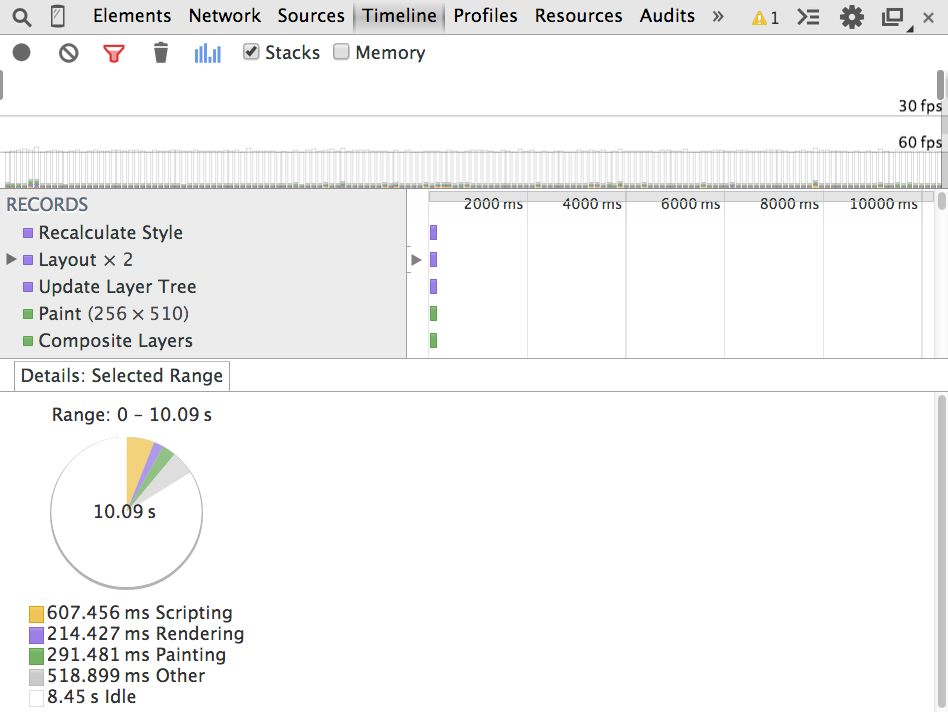 Elements Network Sources Timeline Profiles Resources Audits » 1 ×
Stacks Memory
30 fps
60 fps
RECORDS 2000 ms 4000 ms 6000 ms 8000 ms 10000 ms
Recalculate Style
Layout × 2
Update Layer Tree
Paint (256 × 510)
Composite Layers
Details: Selected Range
Range: 0 – 10.09 s
10.09 s
607.456 ms Scripting
214.427 ms Rendering
291.481 ms Painting
518.899 ms Other
8.45 s Idle